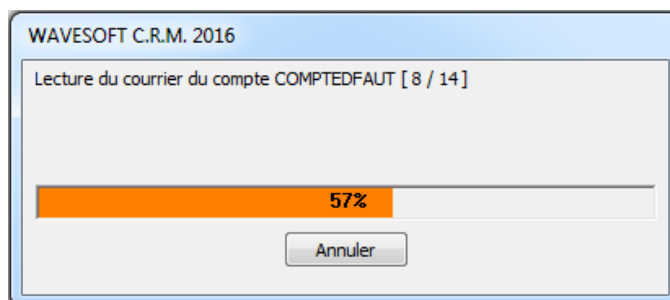 WAVESOFT C.R.M. 2016
Lecture du courrier du compte COMPTEDFAUT [ 8 / 14 ]
57%
Annuler